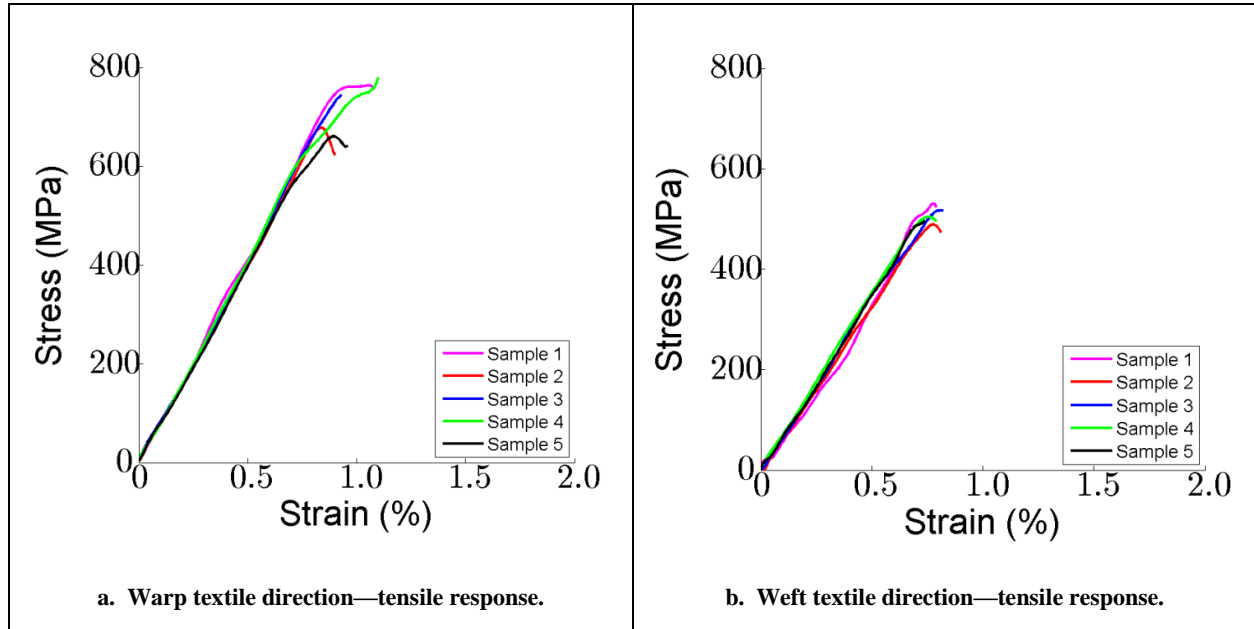 800
600
400
200
0
Stress (MPa)
0 0.5 1.0 1.5 2.0
Strain (%)
Sample 1
Sample 2
Sample 3
Sample 4
Sample 5
a. Warp textile direction—tensile response.
800
600
400
200
0
Stress (MPa)
0 0.5 1.0 1.5 2.0
Strain (%)
Sample 1
Sample 2
Sample 3
Sample 4
Sample 5
b. Weft textile direction—tensile response.